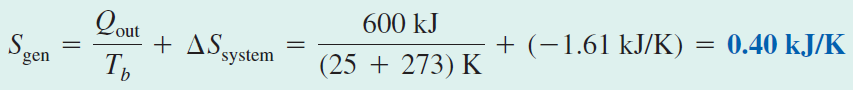 S_gen = Q_out / T_b + ΔS_system = 600 kJ / (25 + 273) K + (−1.61 kJ/K) = 0.40 kJ/K